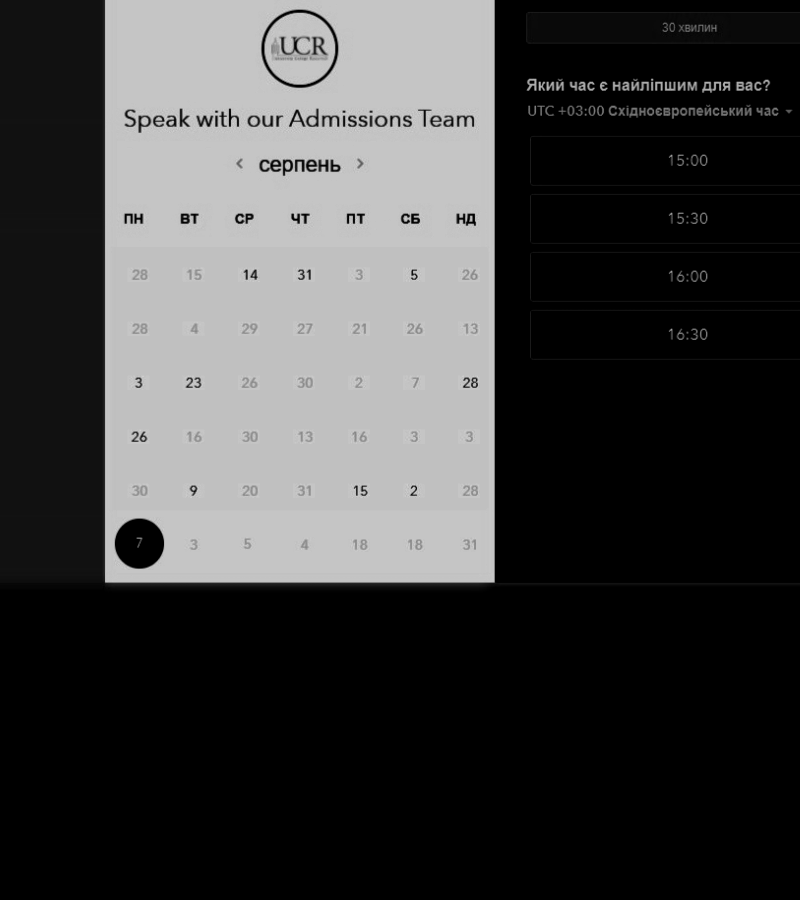 UCR
Speak with our Admissions Team
серпень
ПН ВТ СР ЧТ ПТ СБ НД
28 15 14 31 3 5 26
28 4 29 27 21 26 13
3 23 26 30 2 7 28
26 16 30 13 16 3 3
30 9 20 31 15 2 28
7 3 5 4 18 18 31
30 хвилин
Який час є найліпшим для вас?
UTC +03:00 Східноєвропейський час
15:00
15:30
16:00
16:30